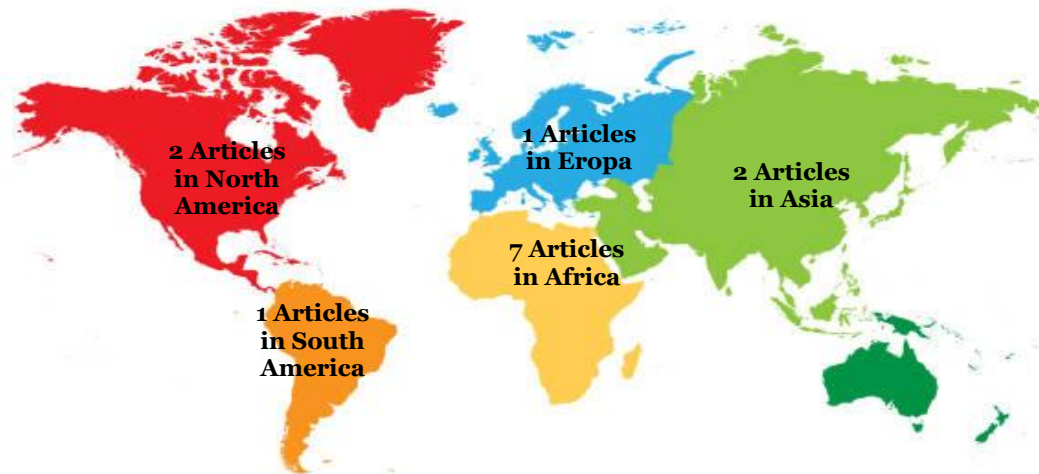 2 Articles
in North
America
1 Articles
in Eropa
2 Articles
in Asia
7 Articles
in Africa
1 Articles
in South
America